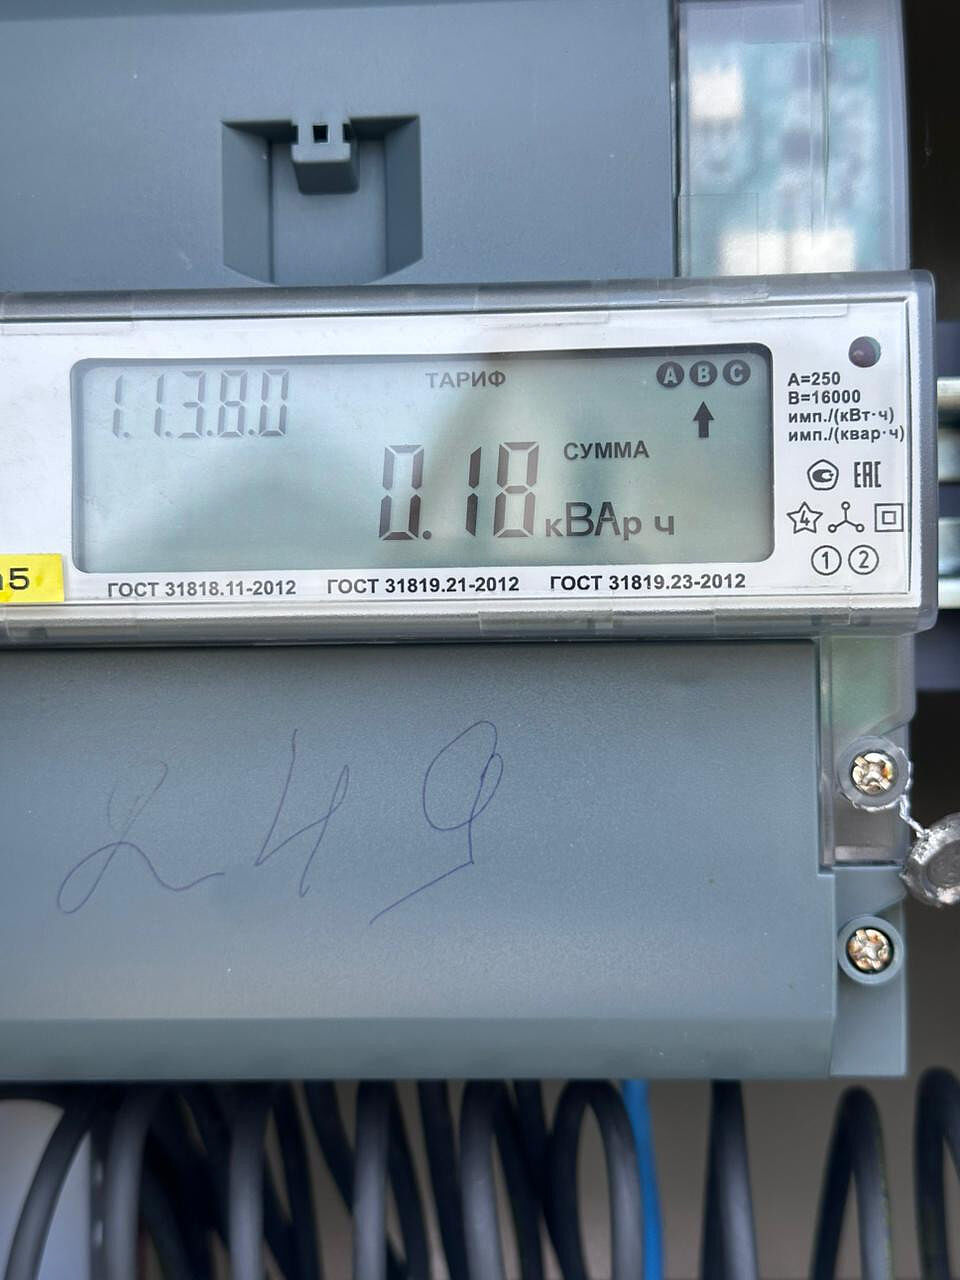 1.1.3.8.0
ТАРИФ
A B C
СУММА
0.18 кВАр ч
A=250
B=16000
имп./(кВт·ч)
имп./(квар·ч)
ЕАС
4
1 2
5
ГОСТ 31818.11-2012 ГОСТ 31819.21-2012 ГОСТ 31819.23-2012
249